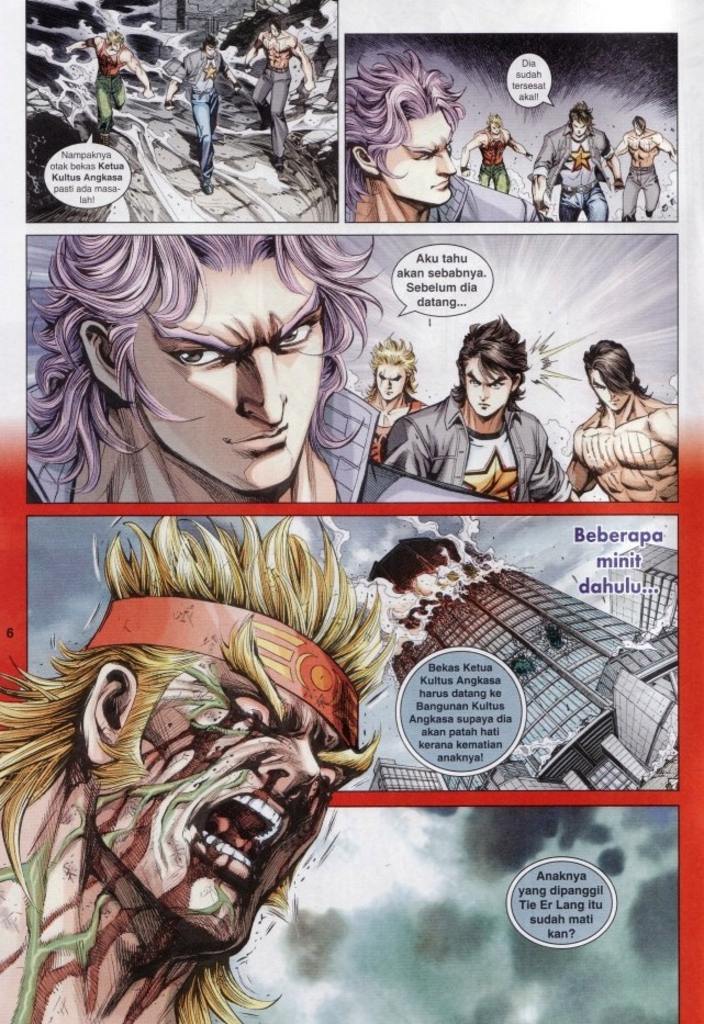 Nampaknya
otak bekas Ketua
Kultus Angkasa
pasti ada masa-
lah!
Dia
sudah
tersesat
akal!
Aku tahu
akan sebabnya.
Sebelum dia
datang...
Beberapa
minit
dahulu...
Bekas Ketua
Kultus Angkasa
harus datang ke
Bangunan Kultus
Angkasa supaya dia
akan patah hati
kerana kematian
anaknya!
6
Anaknya
yang dipanggil
Tie Er Lang itu
sudah mati
kan?